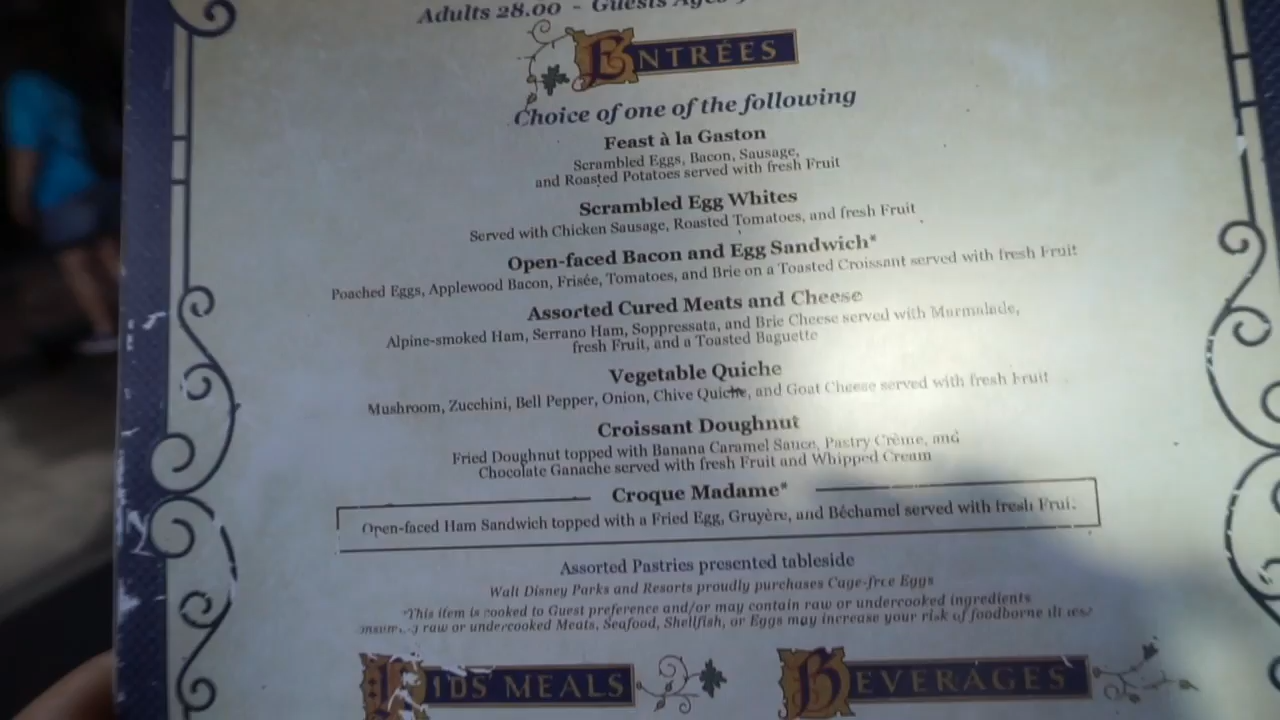 Adults 28.00 - Guests Ages
ENTRÉES
Choice of one of the following
Feast à la Gaston
Scrambled Eggs, Bacon, Sausage,
and Roasted Potatoes served with fresh Fruit
Scrambled Egg Whites
Served with Chicken Sausage, Roasted Tomatoes, and fresh Fruit
Open-faced Bacon and Egg Sandwich*
Poached Eggs, Applewood Bacon, Frisée, Tomatoes, and Brie on a Toasted Croissant served with fresh Fruit
Assorted Cured Meats and Cheese
Alpine-smoked Ham, Serrano Ham, Soppressata, and Brie Cheese served with Marmalade,
fresh Fruit, and a Toasted Baguette
Vegetable Quiche
Mushroom, Zucchini, Bell Pepper, Onion, Chive Quiche, and Goat Cheese served with fresh Fruit
Croissant Doughnut
Fried Doughnut topped with Banana Caramel Sauce, Pastry Crème, and
Chocolate Ganache served with fresh Fruit and Whipped Cream
Croque Madame*
Open-faced Ham Sandwich topped with a Fried Egg, Gruyère, and Béchamel served with fresh Fruit.
Assorted Pastries presented tableside
Walt Disney Parks and Resorts proudly purchases Cage-free Eggs
*This item is cooked to Guest preference and/or may contain raw or undercooked ingredients
raw or undercooked Meats, Seafood, Shellfish, or Eggs may increase your risk of foodborne illness
KIDS MEALS
BEVERAGES